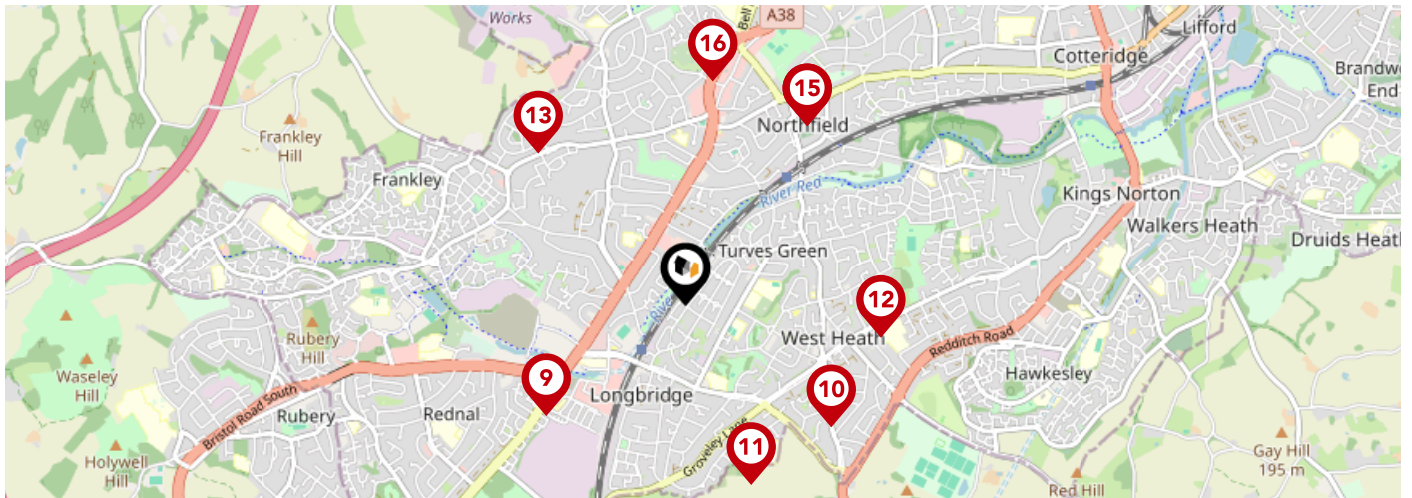 Works
Bell
A38
Lifford
16
Cotteridge
Brandwo
End
15
13
Northfield
Frankley
Hill
Frankley
River Red
Kings Norton
Walkers Heath
Druids Heath
Turves Green
River
12
Rubery
Hill
West Heath
Redditch Road
Waseley
Hill
9
Longbridge
10
Hawkesley
Bristol Road South
Rubery
Rednal
Groveley Lane
11
Holywell
Hill
Gay Hill
195 m
Red Hill